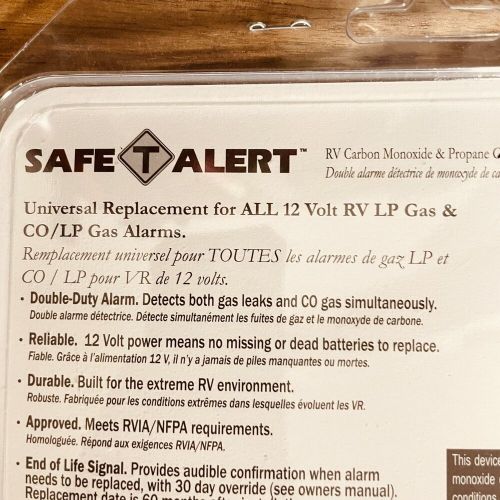 SAFE T ALERT™
RV Carbon Monoxide & Propane
Double alarme détectrice de monoxyde de
Universal Replacement for ALL 12 Volt RV LP Gas &
CO/LP Gas Alarms.
Remplacement universel pour TOUTES les alarmes de gaz LP et
CO / LP pour VR de 12 volts.
• Double-Duty Alarm. Detects both gas leaks and CO gas simultaneously.
Double alarme détectrice. Détecte simultanément les fuites de gaz et le monoxyde de carbone.
• Reliable. 12 Volt power means no missing or dead batteries to replace.
Fiable. Grâce à l'alimentation 12 V, il n'y a jamais de piles manquantes ou mortes.
• Durable. Built for the extreme RV environment.
Robuste. Fabriquée pour les conditions extrêmes dans lesquelles évoluent les VR.
• Approved. Meets RVIA/NFPA requirements.
Homologuée. Répond aux exigences RVIA/NFPA.
• End of Life Signal. Provides audible confirmation when alarm
needs to be replaced, with 30 day override (see owners manual).
Replacement date is 60 months after
This device
monoxide
conditions